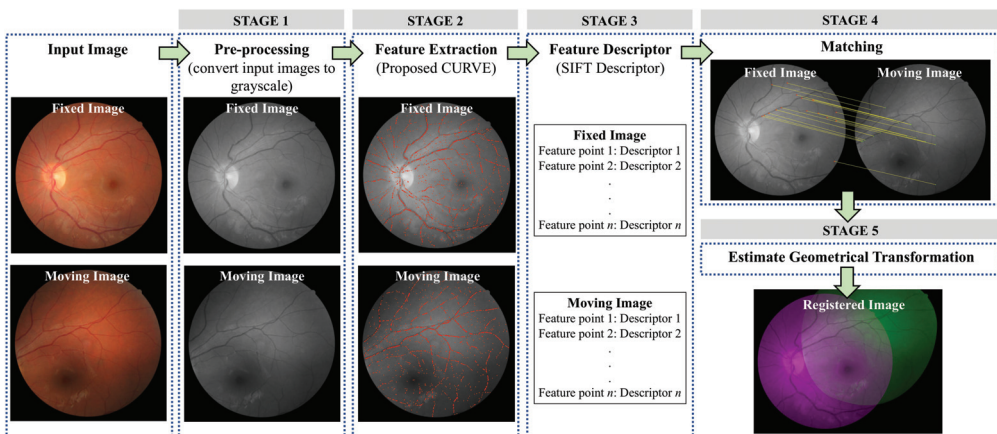 STAGE 1
STAGE 2
STAGE 3
STAGE 4
Input Image
Fixed Image
Moving Image
Pre-processing
(convert input images to
grayscale)
Fixed Image
Moving Image
Feature Extraction
(Proposed CURVE)
Fixed Image
Moving Image
Feature Descriptor
(SIFT Descriptor)
Fixed Image
Feature point 1: Descriptor 1
Feature point 2: Descriptor 2
.
.
.
Feature point n: Descriptor n
Moving Image
Feature point 1: Descriptor 1
Feature point 2: Descriptor 2
.
.
.
Feature point n: Descriptor n
Matching
Fixed Image
Moving Image
STAGE 5
Estimate Geometrical Transformation
Registered Image